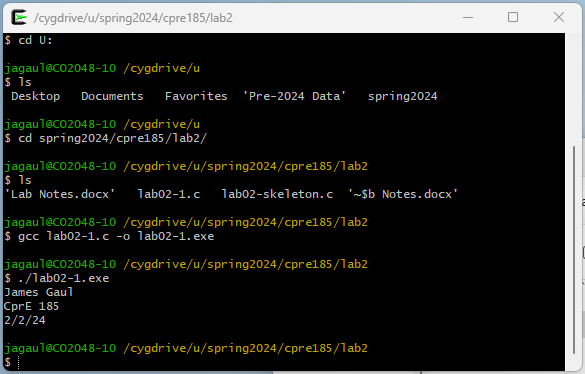 /cygdrive/u/spring2024/cpre185/lab2
$ cd U:
jagaul@CO2048-10 /cygdrive/u
$ ls
Desktop Documents Favorites 'Pre-2024 Data' spring2024
jagaul@CO2048-10 /cygdrive/u
$ cd spring2024/cpre185/lab2/
jagaul@CO2048-10 /cygdrive/u/spring2024/cpre185/lab2
$ ls
'Lab Notes.docx' lab02-1.c lab02-skeleton.c '~$b Notes.docx'
jagaul@CO2048-10 /cygdrive/u/spring2024/cpre185/lab2
$ gcc lab02-1.c -o lab02-1.exe
jagaul@CO2048-10 /cygdrive/u/spring2024/cpre185/lab2
$ ./lab02-1.exe
James Gaul
CprE 185
2/2/24
jagaul@CO2048-10 /cygdrive/u/spring2024/cpre185/lab2
$